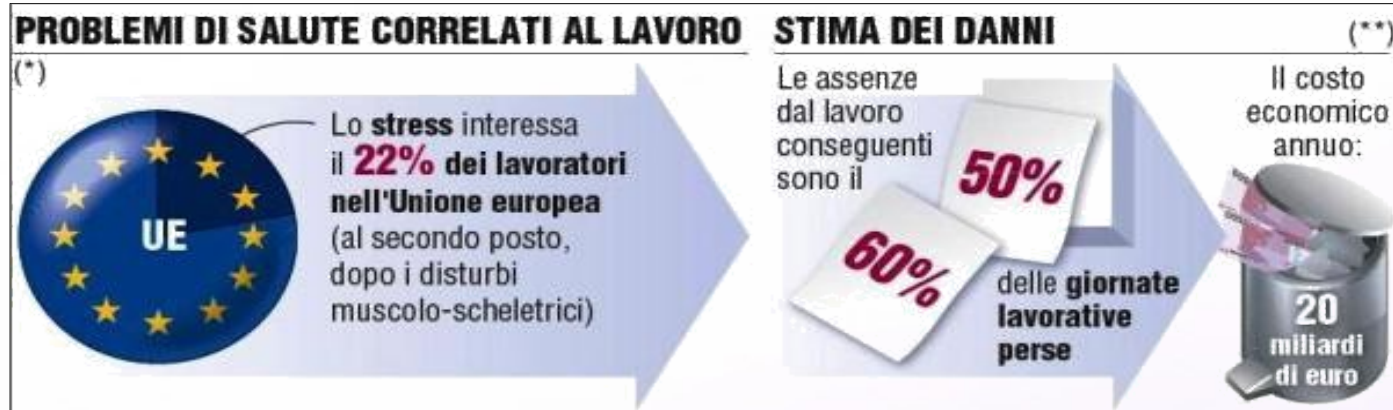 PROBLEMI DI SALUTE CORRELATI AL LAVORO
(*)
UE
Lo stress interessa
il 22% dei lavoratori
nell'Unione europea
(al secondo posto,
dopo i disturbi
muscolo-scheletrici)
STIMA DEI DANNI
(**)
Le assenze
dal lavoro
conseguenti
sono il
50%
60%
delle giornate
lavorative
perse
Il costo
economico
annuo:
20
miliardi
di euro